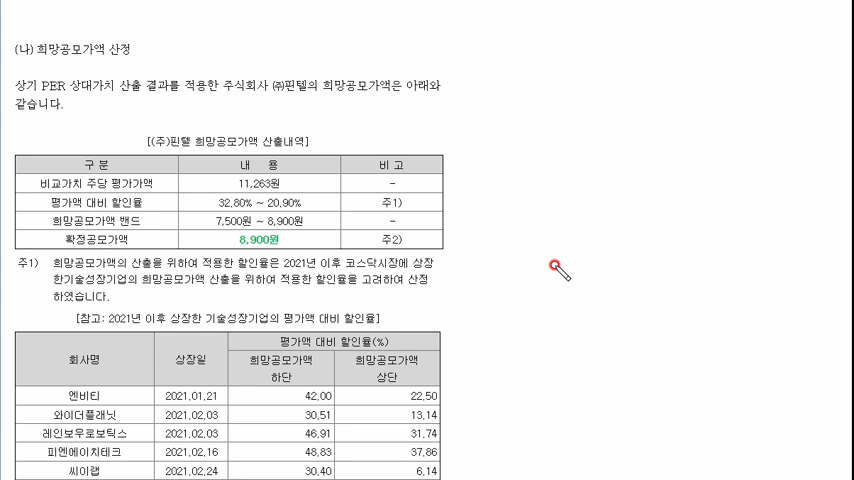 (나) 희망공모가액 산정
상기 PER 상대가치 산출 결과를 적용한 주식회사 ㈜핀텔의 희망공모가액은 아래와
같습니다.
[(주)핀텔 희망공모가액 산출내역]
구 분 내 용 비 고
비교가치 주당 평가가액 11,263원 -
평가액 대비 할인율 32.80% ~ 20.90% 주1)
희망공모가액 밴드 7,500원 ~ 8,900원 -
확정공모가액 8,900원 주2)
주1) 희망공모가액의 산출을 위하여 적용한 할인율은 2021년 이후 코스닥시장에 상장
한기술성장기업의 희망공모가액 산출을 위하여 적용한 할인율을 고려하여 산정
하였습니다.
[참고: 2021년 이후 상장한 기술성장기업의 평가액 대비 할인율]
회사명 상장일 평가액 대비 할인율(%)
희망공모가액 하단 희망공모가액 상단
엔비티 2021.01.21 42.00 22.50
와이더플래닛 2021.02.03 30.51 13.14
레인보우로보틱스 2021.02.03 46.91 31.74
피엔에이치테크 2021.02.16 48.83 37.86
씨이랩 2021.02.24 30.40 6.14